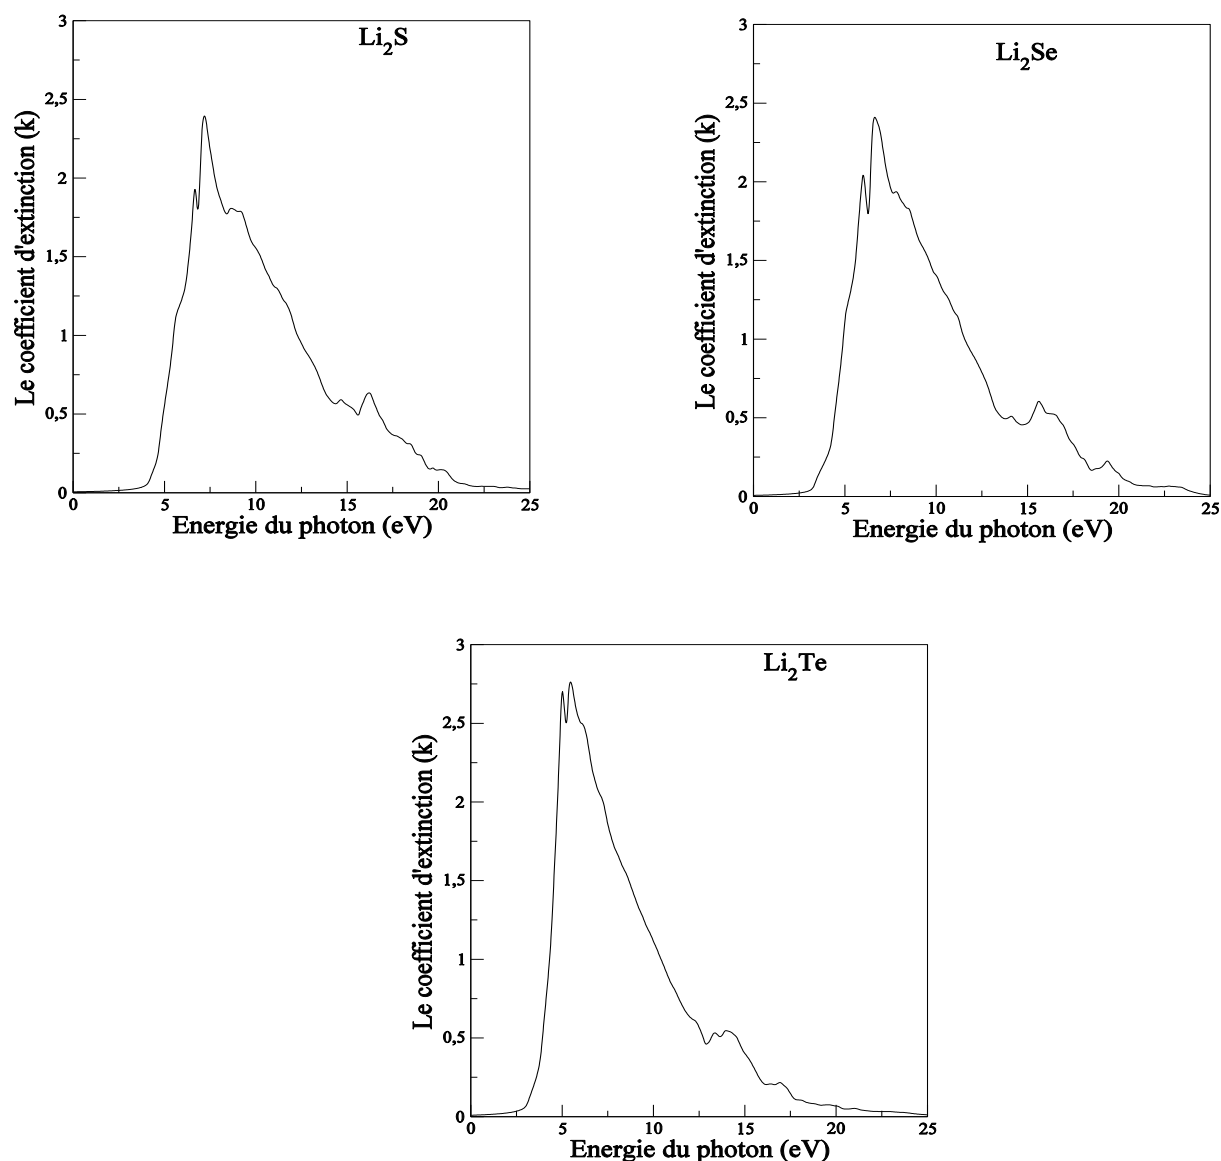 Li₂S
Le coefficient d'extinction (k)
3
2,5
2
1,5
1
0,5
0
0 5 10 15 20 25
Energie du photon (eV)
Li₂Se
Le coefficient d'extinction (k)
3
2,5
2
1,5
1
0,5
0
0 5 10 15 20 25
Energie du photon (eV)
Li₂Te
Le coefficient d'extinction (k)
3
2,5
2
1,5
1
0,5
0
0 5 10 15 20 25
Energie du photon (eV)